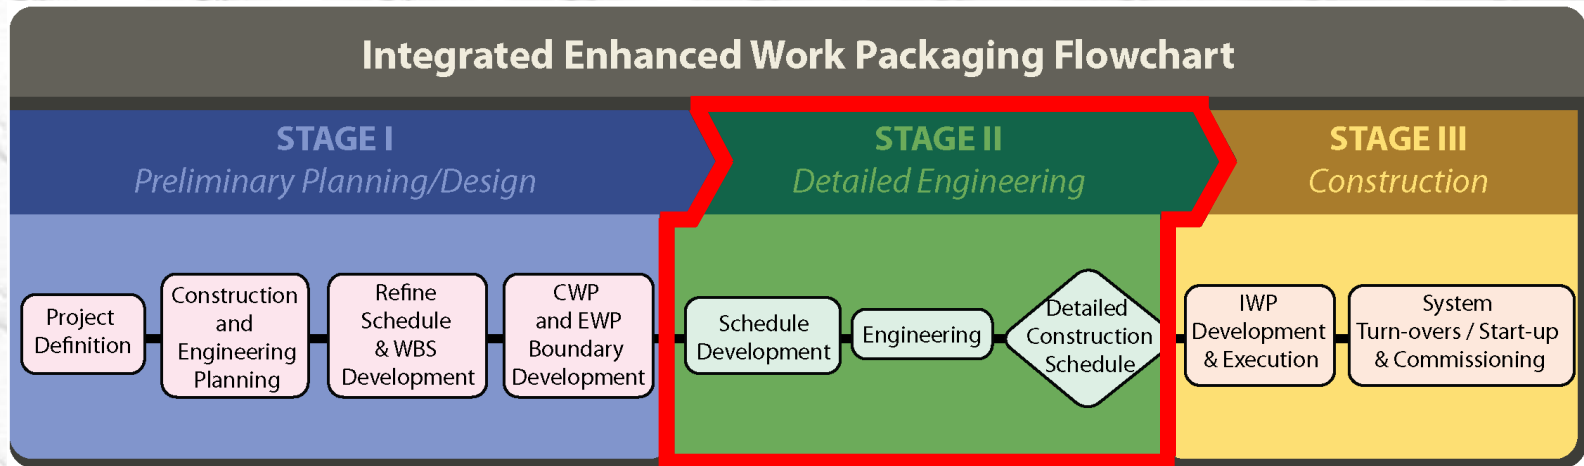 Integrated Enhanced Work Packaging Flowchart
STAGE I
Preliminary Planning/Design
STAGE II
Detailed Engineering
STAGE III
Construction
Project
Definition
Construction
and
Engineering
Planning
Refine
Schedule
& WBS
Development
CWP
and EWP
Boundary
Development
Schedule
Development
Engineering
Detailed
Construction
Schedule
IWP
Development
& Execution
System
Turn-overs / Start-up
& Commissioning